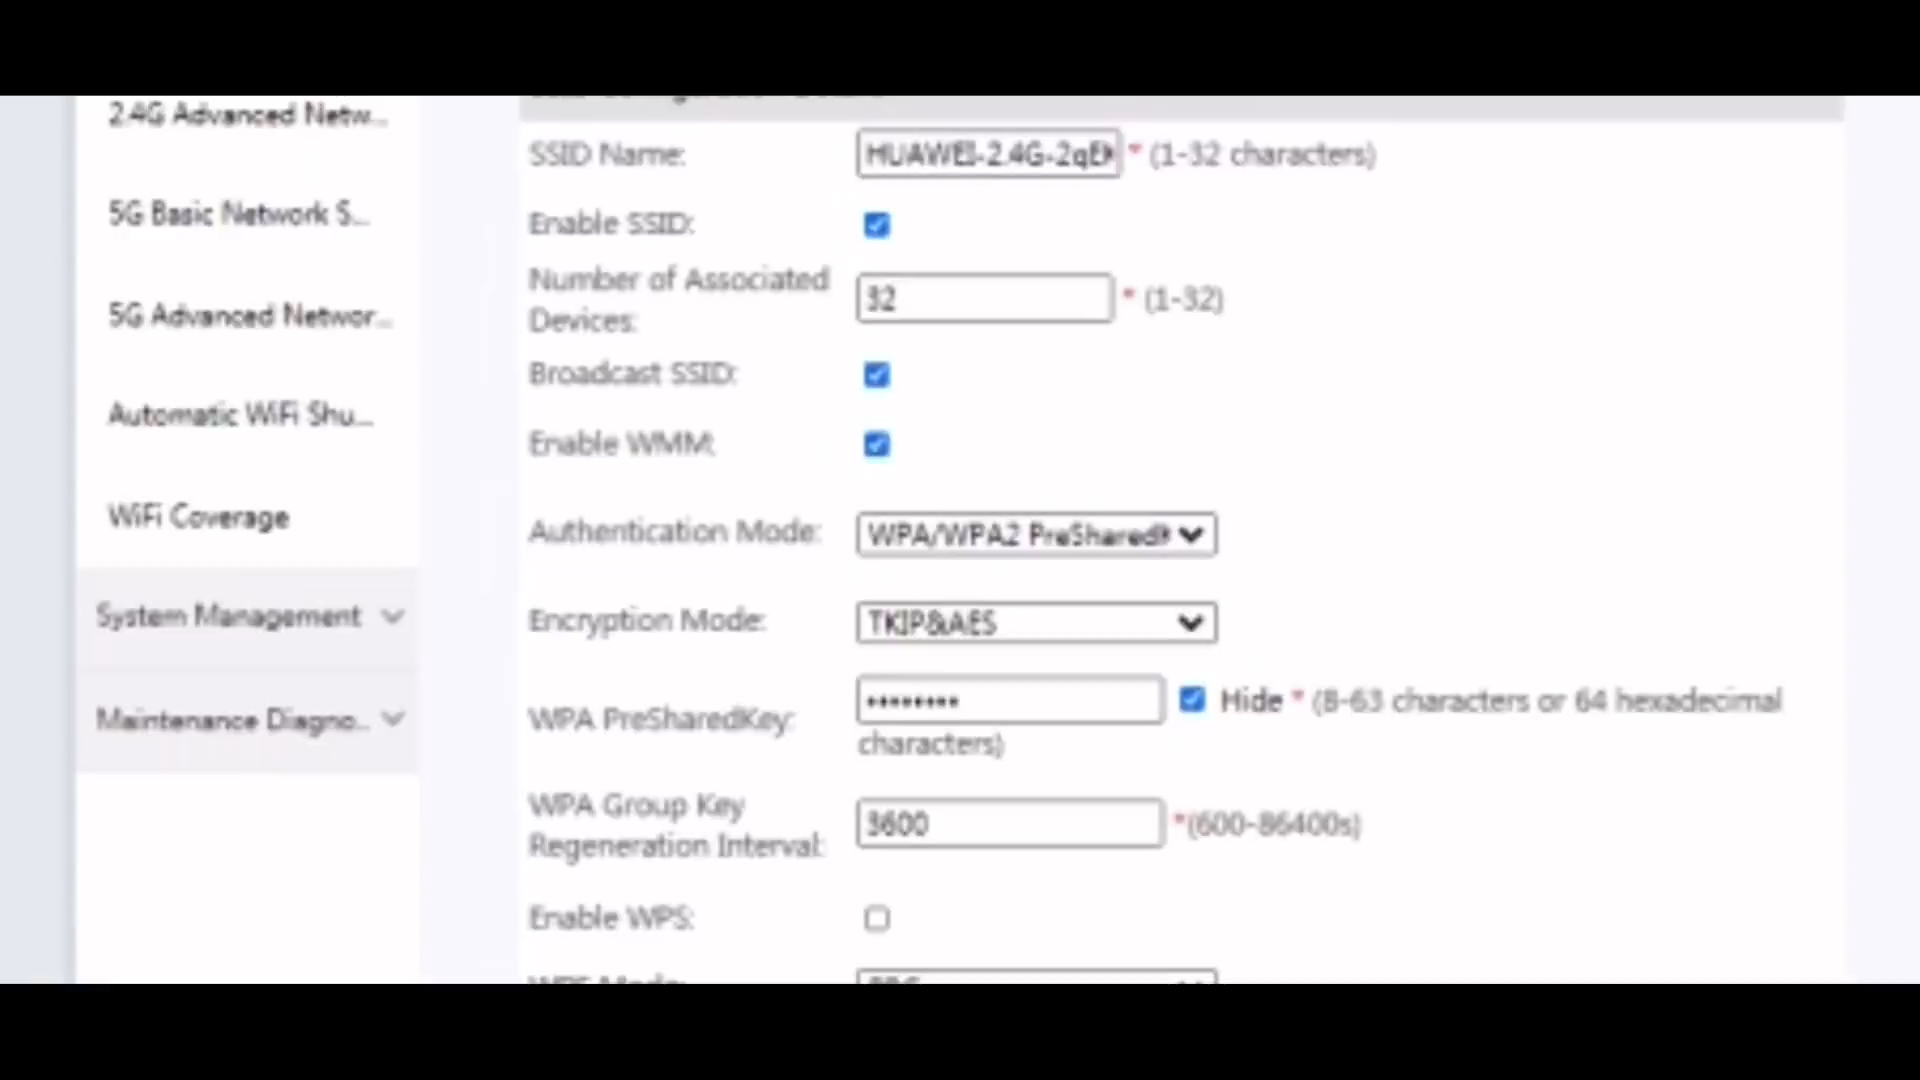 2.4G Advanced Netw...
5G Basic Network S...
5G Advanced Networ...
Automatic WiFi Shu...
WiFi Coverage
System Management
Maintenance Diagno...
SSID Name: HUAWEI-2.4G-2qEK * (1-32 characters)
Enable SSID:
Number of Associated
Devices: 32 * (1-32)
Broadcast SSID:
Enable WMM:
Authentication Mode: WPA/WPA2 PreSharedK
Encryption Mode: TKIP&AES
WPA PreSharedKey: •••••••• Hide * (8-63 characters or 64 hexadecimal
characters)
WPA Group Key
Regeneration Interval: 3600 *(600-86400s)
Enable WPS: